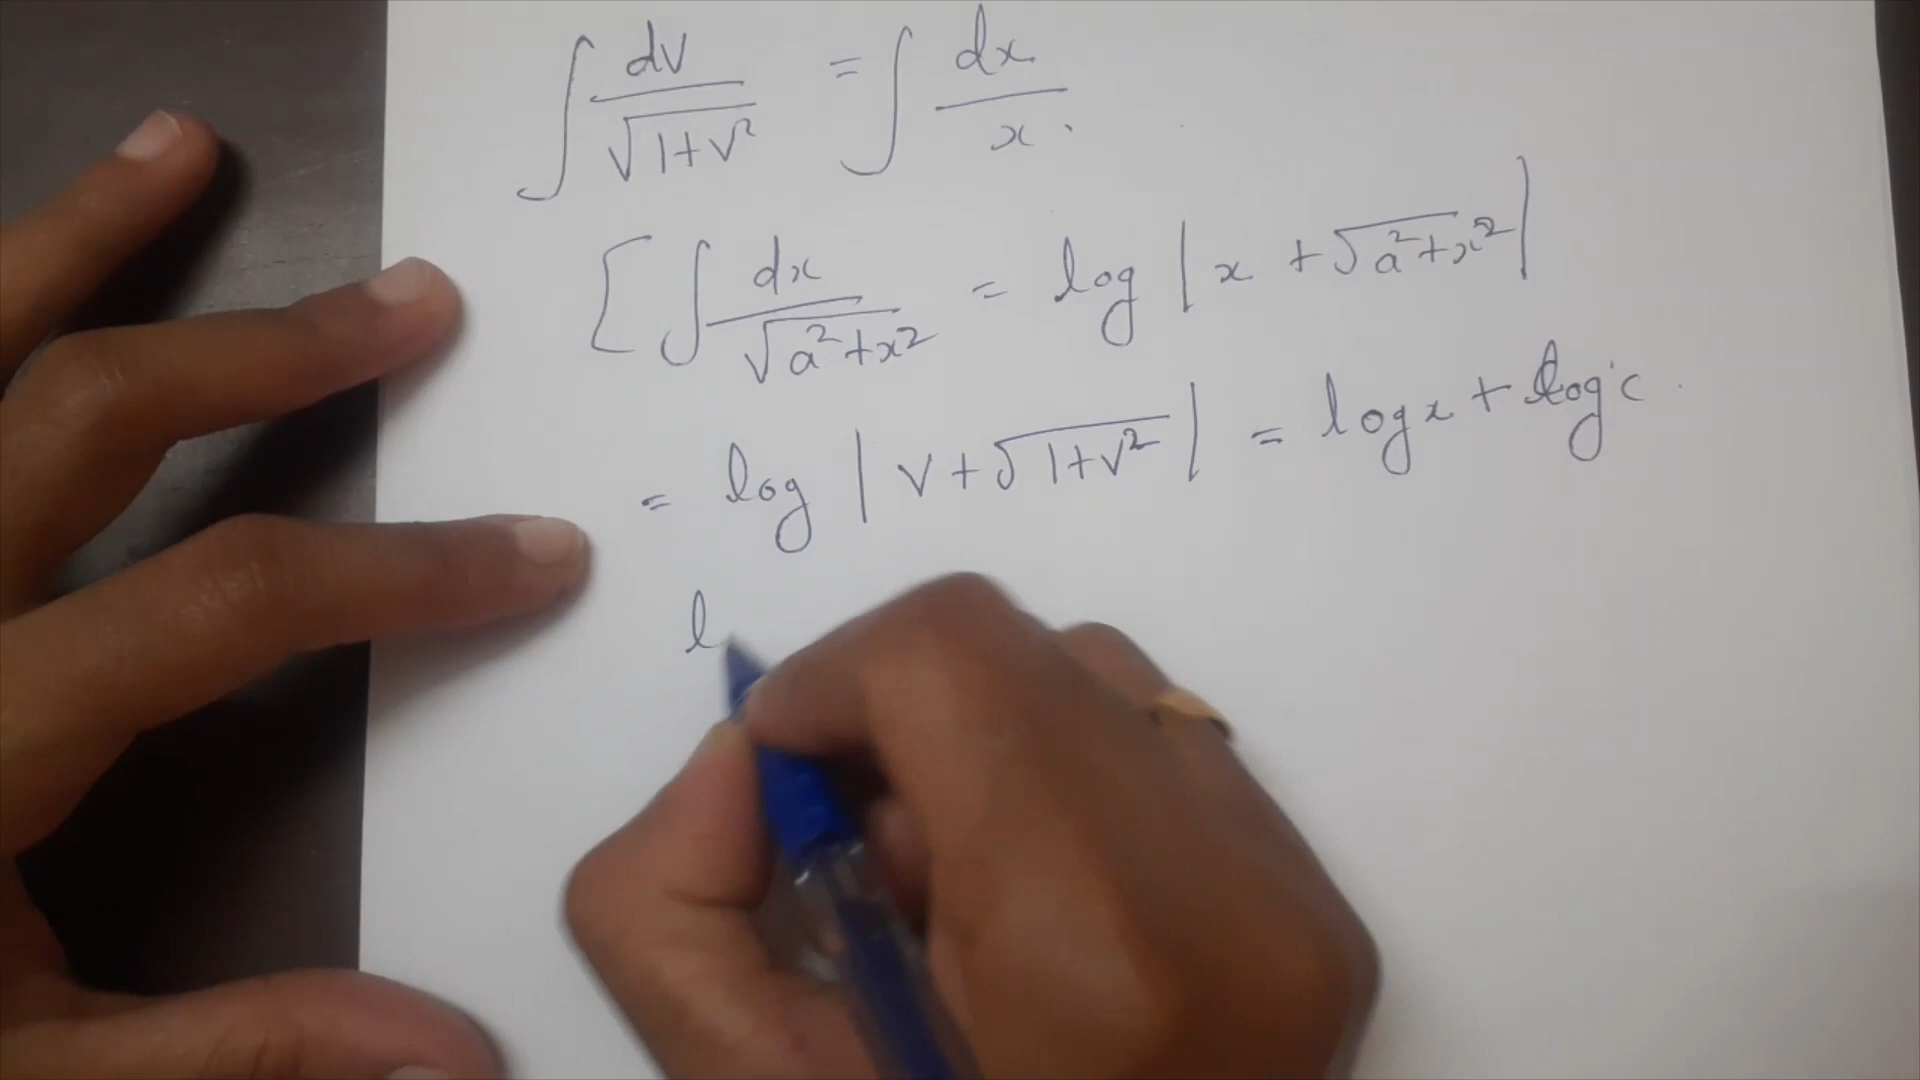 ∫ dv/√(1+v²) = ∫ dx/x.
[∫ dx/√(a²+x²) = log |x + √(a²+x²)|
= log |v + √(1+v²)| = log x + log c.
l